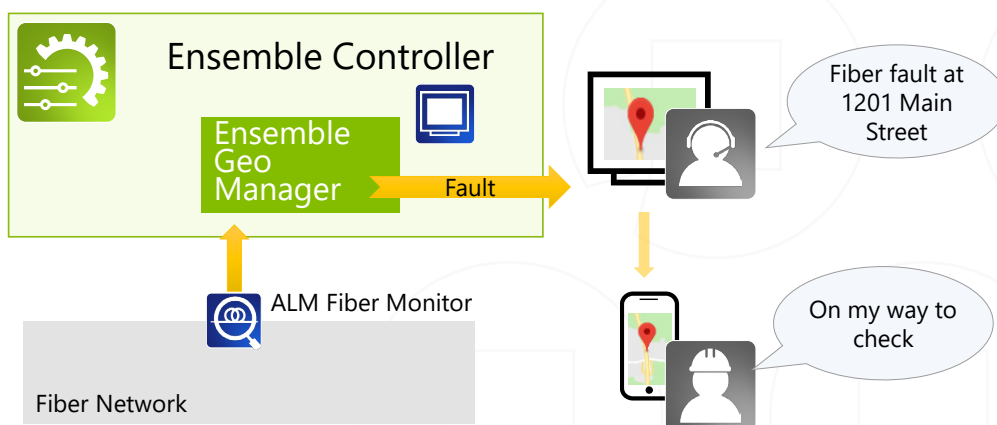 Ensemble Controller
Ensemble
Geo
Manager
Fault
Fiber fault at
1201 Main
Street
ALM Fiber Monitor
On my way to
check
Fiber Network